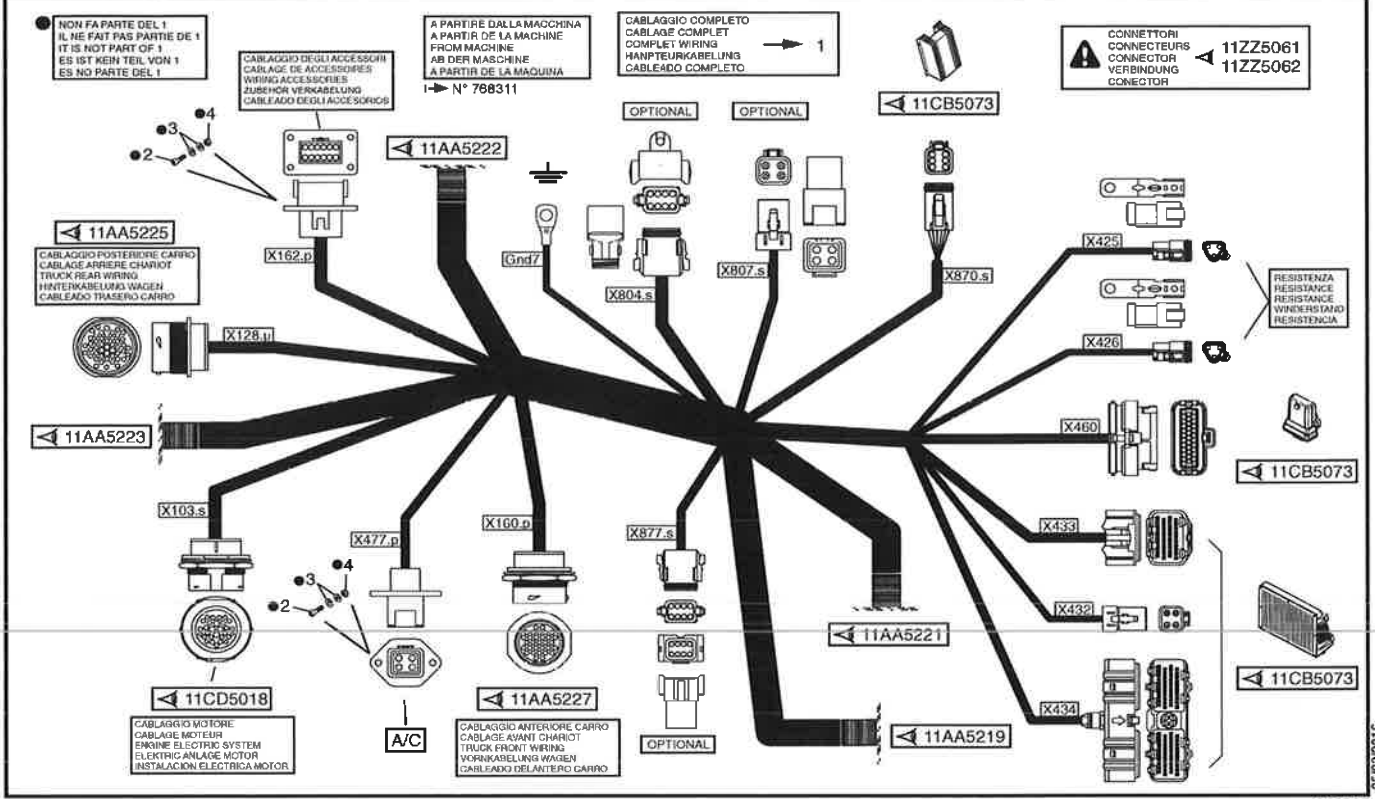 ● NON FA PARTE DEL 1
IL NE FAIT PAS PARTIE DE 1
IT IS NOT PART OF 1
ES IST KEIN TEIL VON 1
ES NO PARTE DEL 1
CABLAGGIO DEGLI ACCESSORI
CABLAGE DE ACCESSOIRES
WIRING ACCESSORIES
ZUBEHÖR VERKABELUNG
CABLEADO DEGLI ACCESORIOS
A PARTIRE DALLA MACCHINA
A PARTIR DE LA MACHINE
FROM MACHINE
AB DER MASCHINE
A PARTIR DE LA MAQUINA
N° 768311
CABLAGGIO COMPLETO
CABLAGE COMPLET
COMPLET WIRING
HANPTEURKABELUNG
CABLEADO COMPLETO
1
CONNETTORI
CONNECTEURS
CONNECTOR
VERBINDUNG
CONECTOR
11ZZ5061
11ZZ5062
11CB5073
OPTIONAL
OPTIONAL
●4
●3
●2
11AA5222
11AA5225
CABLAGGIO POSTERIORE CARRO
CABLAGE ARRIERE CHARIOT
TRUCK REAR WIRING
HINTERKABELUNG WAGEN
CABLEADO TRASERO CARRO
X162.p
Gnd7
X804.s
X807.s
X870.s
X425
X426
RESISTENZA
RESISTANCE
RESISTANCE
WINDERSTAND
RESISTENCIA
X128.p
11AA5223
X460
11CB5073
X103.s
X477.p
X160.p
X877.s
X433
●4
●3
●2
X432
11AA5221
11CB5073
11CD5018
CABLAGGIO MOTORE
CABLAGE MOTEUR
ENGINE ELECTRIC SYSTEM
ELEKTRIC ANLAGE MOTOR
INSTALACION ELECTRICA MOTOR
A/C
11AA5227
CABLAGGIO ANTERIORE CARRO
CABLAGE AVANT CHARIOT
TRUCK FRONT WIRING
VORNKABELUNG WAGEN
CABLEADO DELANTERO CARRO
OPTIONAL
X434
11AA5219